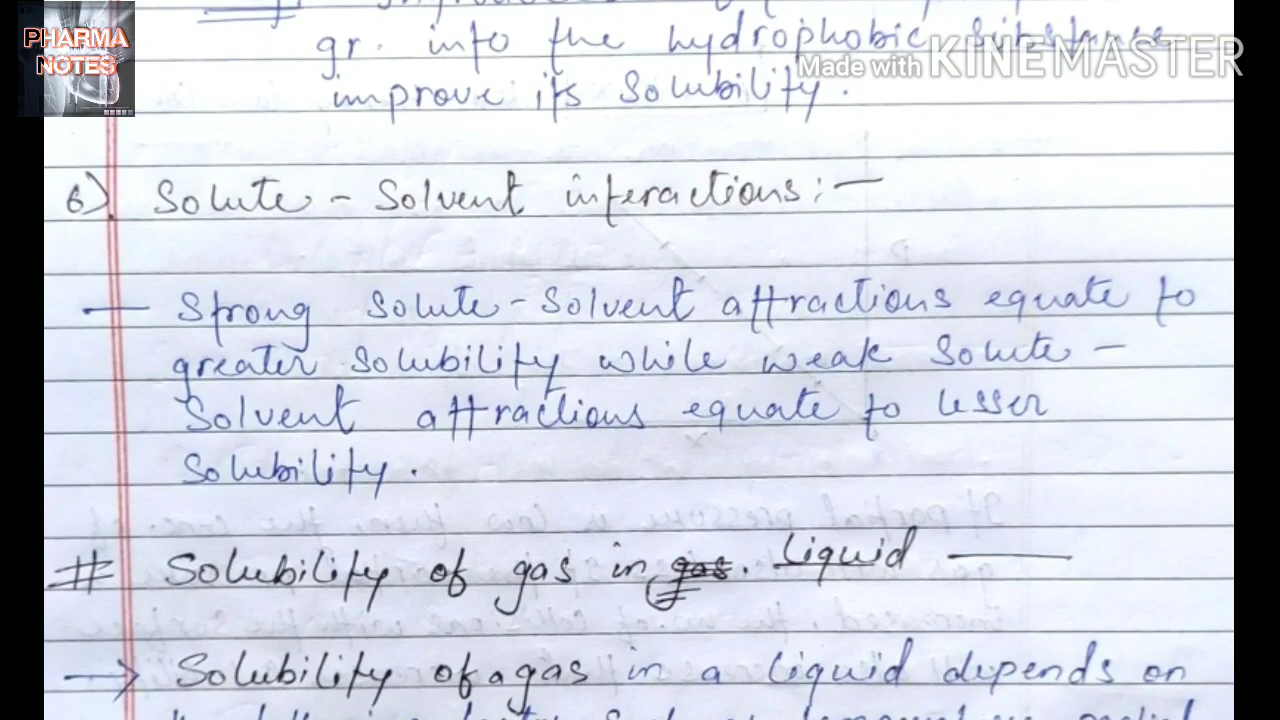 PHARMA
NOTES
Made with KINEMASTER
gr. into the hydrophobic substance
improve its solubility.
6) Solute - Solvent interactions : —
— Strong Solute - Solvent attractions equate to
greater solubility while weak Solute -
Solvent attractions equate to lesser
solubility.
# Solubility of gas in gas. Liquid —
→ Solubility of a gas in a liquid depends on